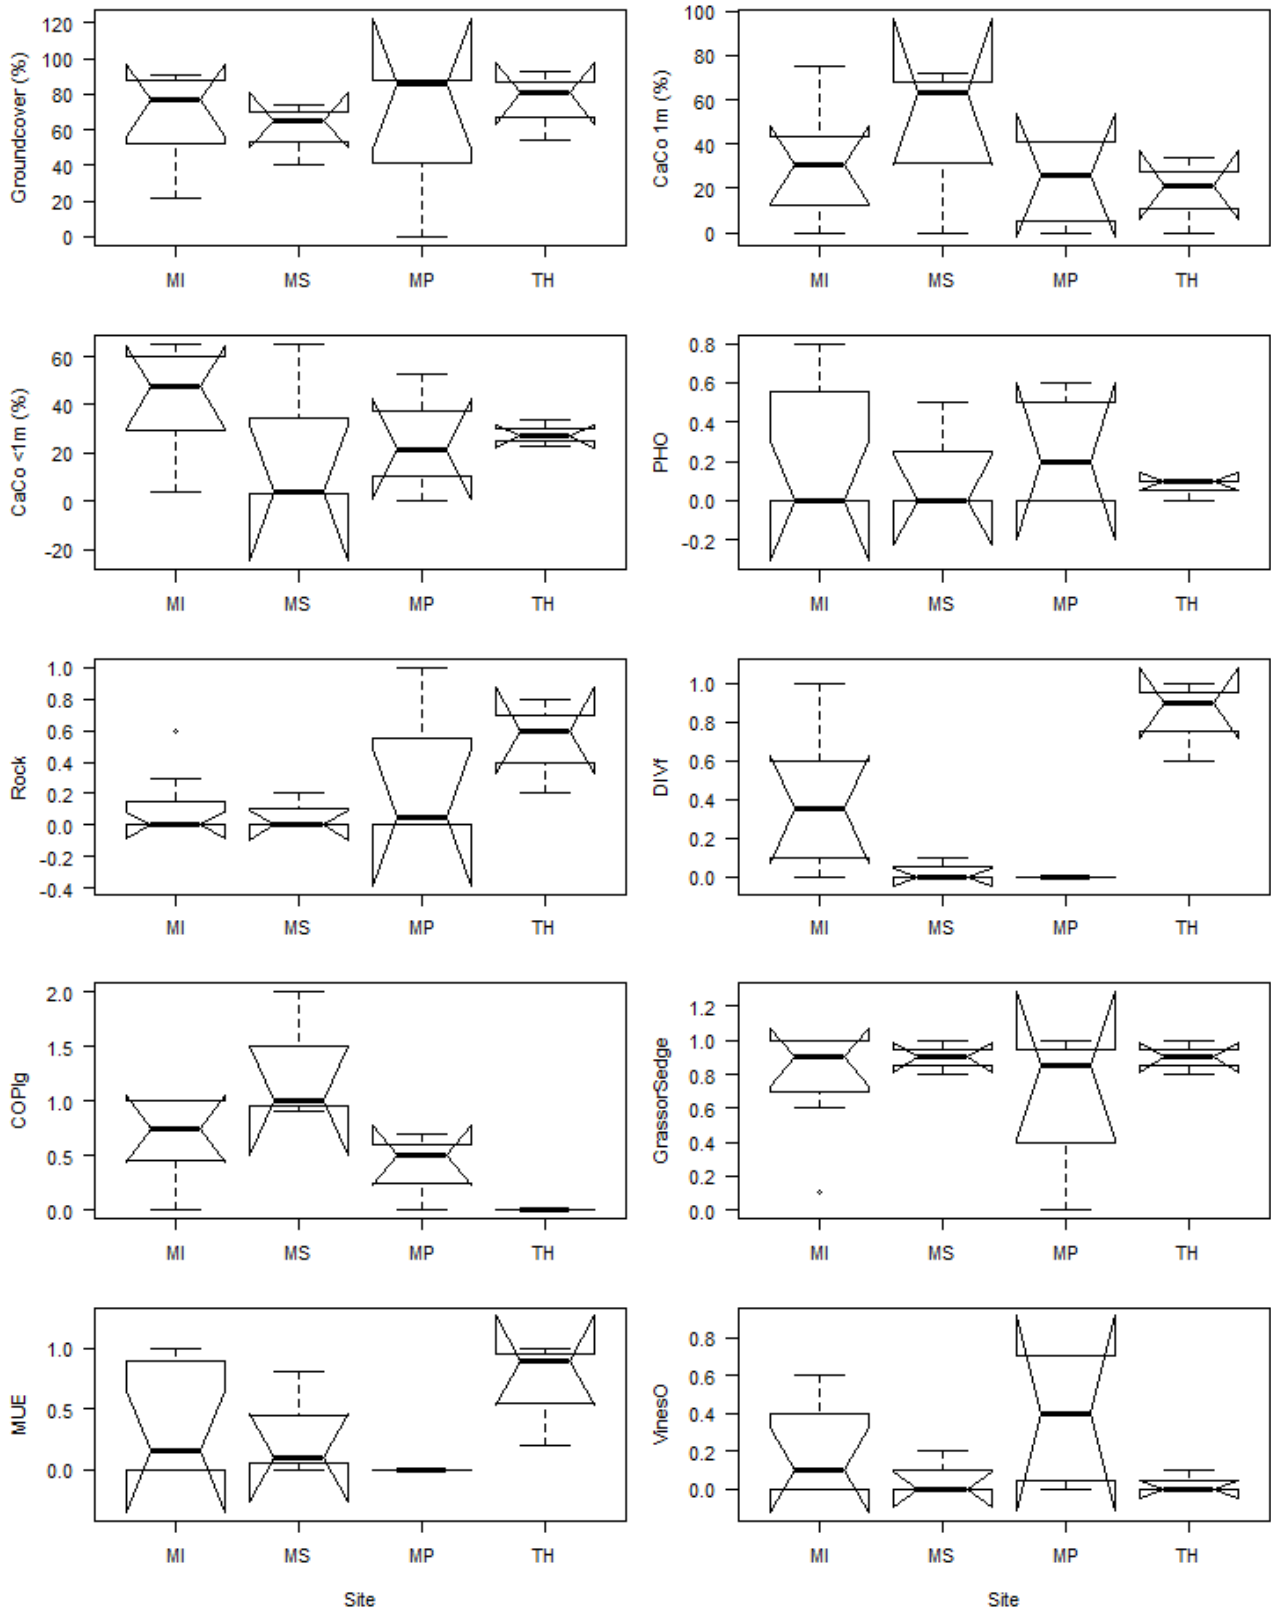 Groundcover (%)
120
100
80
60
40
20
0
MI MS MP TH
CaCo 1m (%)
100
80
60
40
20
0
MI MS MP TH
CaCo <1m (%)
60
40
20
0
-20
MI MS MP TH
PHO
0.8
0.6
0.4
0.2
0.0
-0.2
MI MS MP TH
Rock
1.0
0.8
0.6
0.4
0.2
0.0
-0.2
-0.4
MI MS MP TH
DIVf
1.0
0.8
0.6
0.4
0.2
0.0
MI MS MP TH
COPlg
2.0
1.5
1.0
0.5
0.0
MI MS MP TH
GrassorSedge
1.2
1.0
0.8
0.6
0.4
0.2
0.0
MI MS MP TH
MUE
1.0
0.5
0.0
MI MS MP TH
Site
VinesO
0.8
0.6
0.4
0.2
0.0
MI MS MP TH
Site